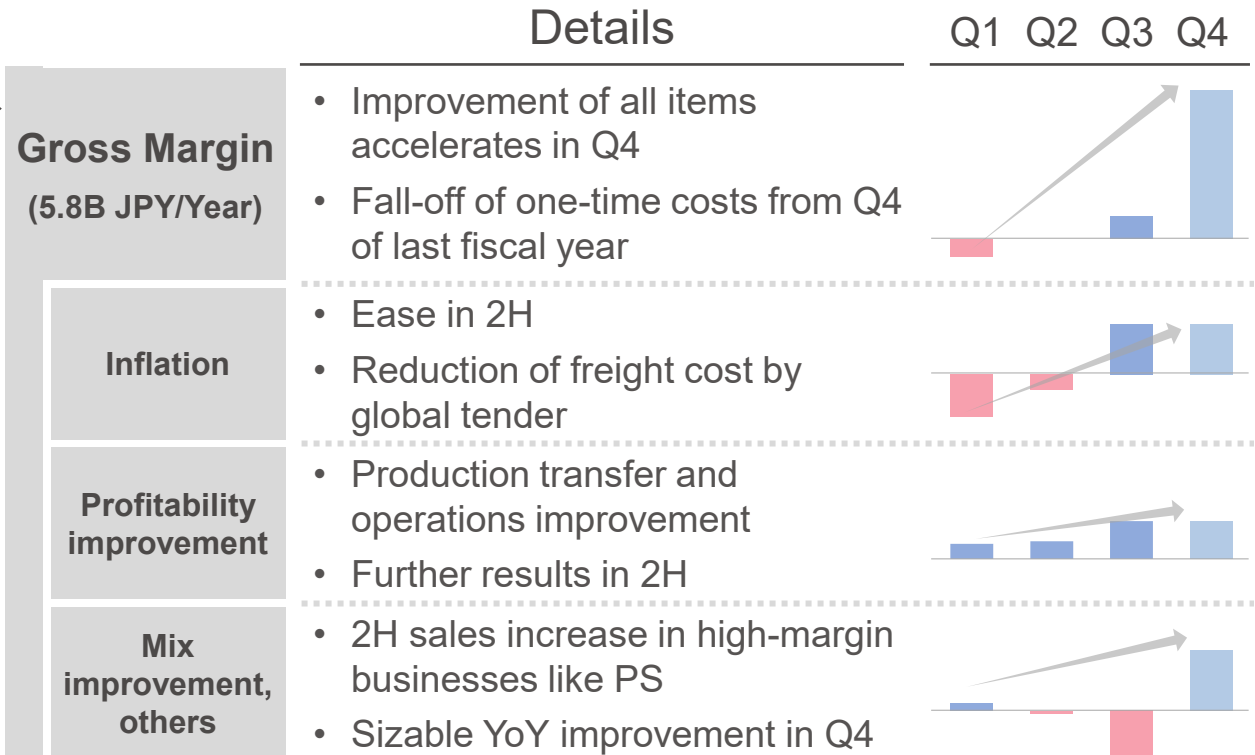 Details
Q1 Q2 Q3 Q4
Gross Margin
(5.8B JPY/Year)
• Improvement of all items
accelerates in Q4
• Fall-off of one-time costs from Q4
of last fiscal year
Inflation
• Ease in 2H
• Reduction of freight cost by
global tender
Profitability
improvement
• Production transfer and
operations improvement
• Further results in 2H
Mix
improvement,
others
• 2H sales increase in high-margin
businesses like PS
• Sizable YoY improvement in Q4